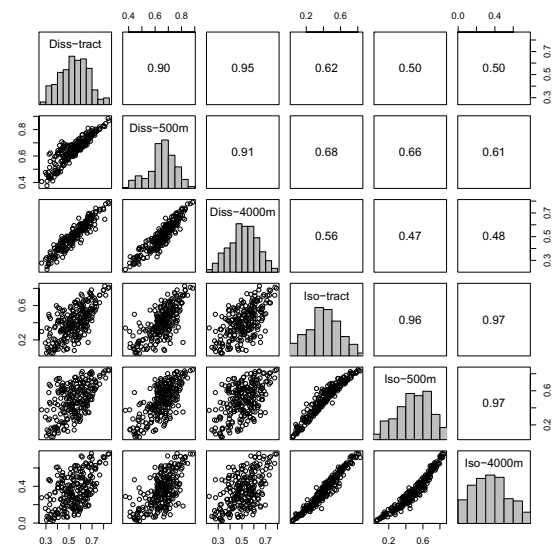 0.4 0.6 0.8 0.2 0.6 0.0 0.4
Diss−tract 0.90 0.95 0.62 0.50 0.50 0.3 0.5 0.7
0.4 0.6 0.8 Diss−500m 0.91 0.68 0.66 0.61
Diss−4000m 0.56 0.47 0.48 0.3 0.5 0.7
0.2 0.6 Iso−tract 0.96 0.97
Iso−500m 0.97 0.2 0.6
0.0 0.4 Iso−4000m
0.3 0.5 0.7 0.3 0.5 0.7 0.2 0.6